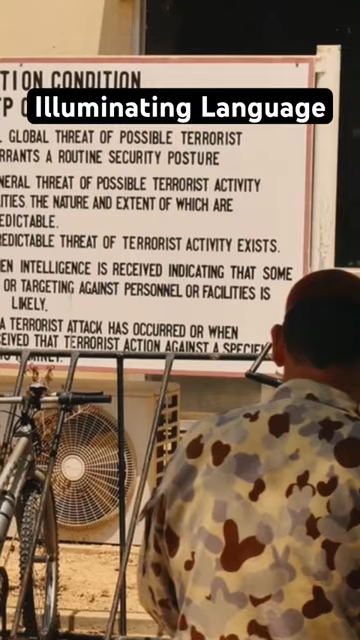 TION CONDITION
Illuminating Language
GLOBAL THREAT OF POSSIBLE TERRORIST
RRANTS A ROUTINE SECURITY POSTURE
NERAL THREAT OF POSSIBLE TERRORIST ACTIVITY
ITIES THE NATURE AND EXTENT OF WHICH ARE
EDICTABLE.
REDICTABLE THREAT OF TERRORIST ACTIVITY EXISTS.
EN INTELLIGENCE IS RECEIVED INDICATING THAT SOME
OR TARGETING AGAINST PERSONNEL OR FACILITIES IS
LIKELY.
A TERRORIST ATTACK HAS OCCURRED OR WHEN
CEIVED THAT TERRORIST ACTION AGAINST A SPECIFI